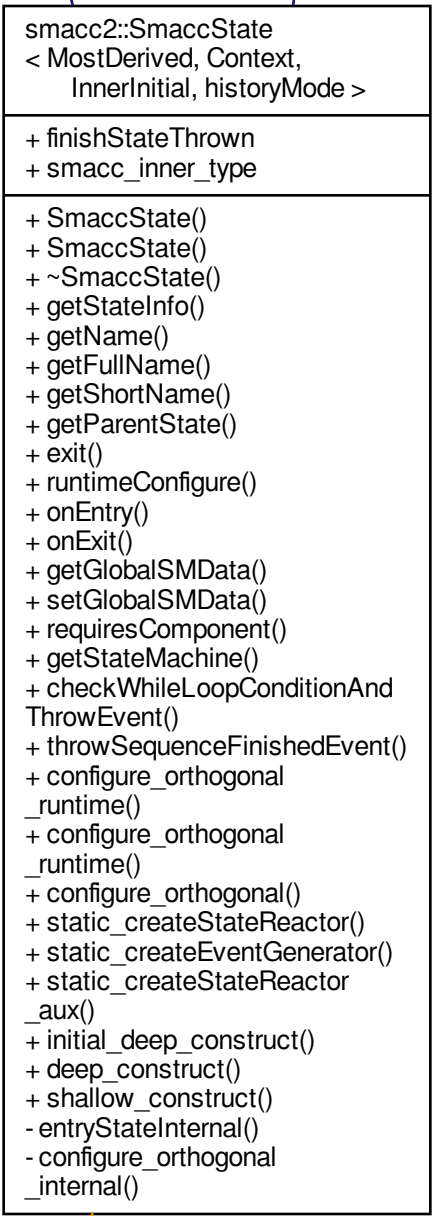 smacc2::SmaccState
< MostDerived, Context,
InnerInitial, historyMode >
+ finishStateThrown
+ smacc_inner_type
+ SmaccState()
+ SmaccState()
+ ~SmaccState()
+ getStateInfo()
+ getName()
+ getFullName()
+ getShortName()
+ getParentState()
+ exit()
+ runtimeConfigure()
+ onEntry()
+ onExit()
+ getGlobalSMData()
+ setGlobalSMData()
+ requiresComponent()
+ getStateMachine()
+ checkWhileLoopConditionAnd
ThrowEvent()
+ throwSequenceFinishedEvent()
+ configure_orthogonal
_runtime()
+ configure_orthogonal
_runtime()
+ configure_orthogonal()
+ static_createStateReactor()
+ static_createEventGenerator()
+ static_createStateReactor
_aux()
+ initial_deep_construct()
+ deep_construct()
+ shallow_construct()
- entryStateInternal()
- configure_orthogonal
_internal()